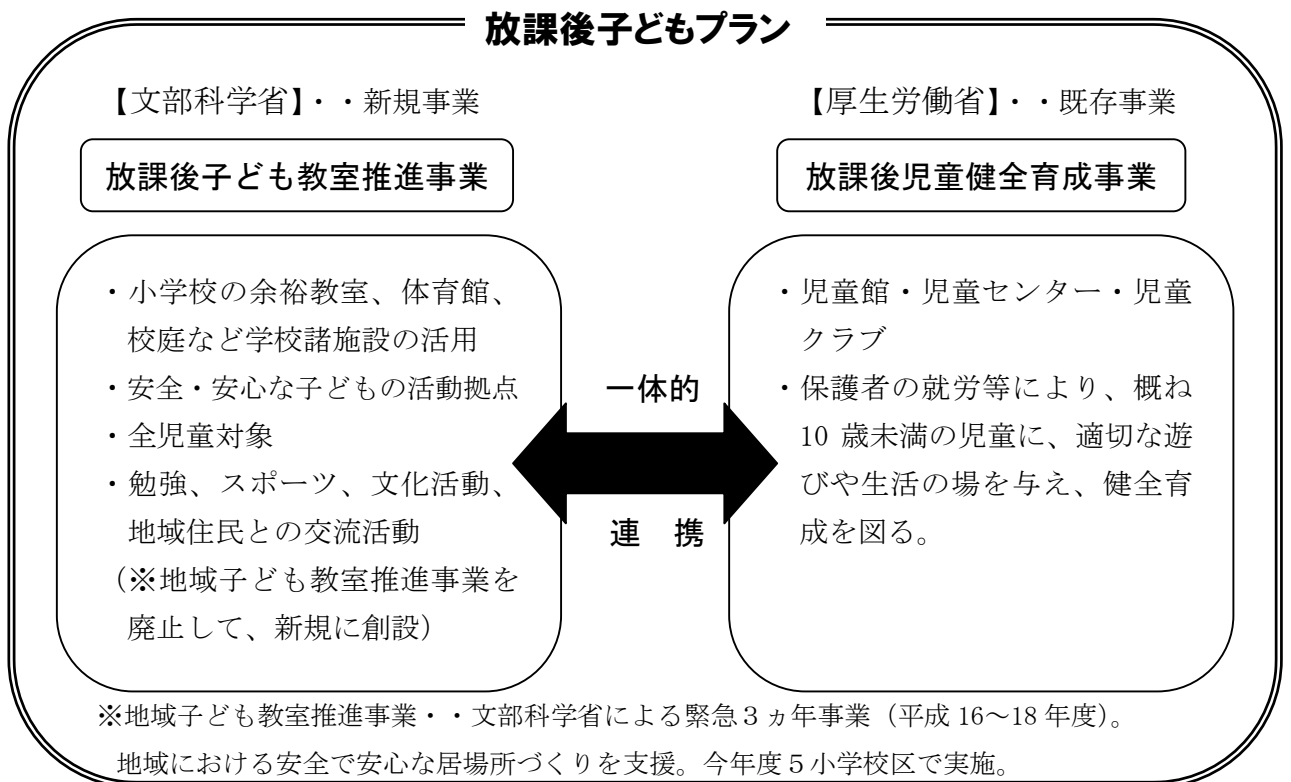 放課後子どもプラン
【文部科学省】・・新規事業
放課後子ども教室推進事業
・小学校の余裕教室、体育館、
校庭など学校諸施設の活用
・安全・安心な子どもの活動拠点
・全児童対象
・勉強、スポーツ、文化活動、
地域住民との交流活動
（※地域子ども教室推進事業を
廃止して、新規に創設）
一体的
連　携
【厚生労働省】・・既存事業
放課後児童健全育成事業
・児童館・児童センター・児童
クラブ
・保護者の就労等により、概ね
10 歳未満の児童に、適切な遊
びや生活の場を与え、健全育
成を図る。
※地域子ども教室推進事業・・文部科学省による緊急３ヵ年事業（平成 16～18 年度）。
地域における安全で安心な居場所づくりを支援。今年度５小学校区で実施。